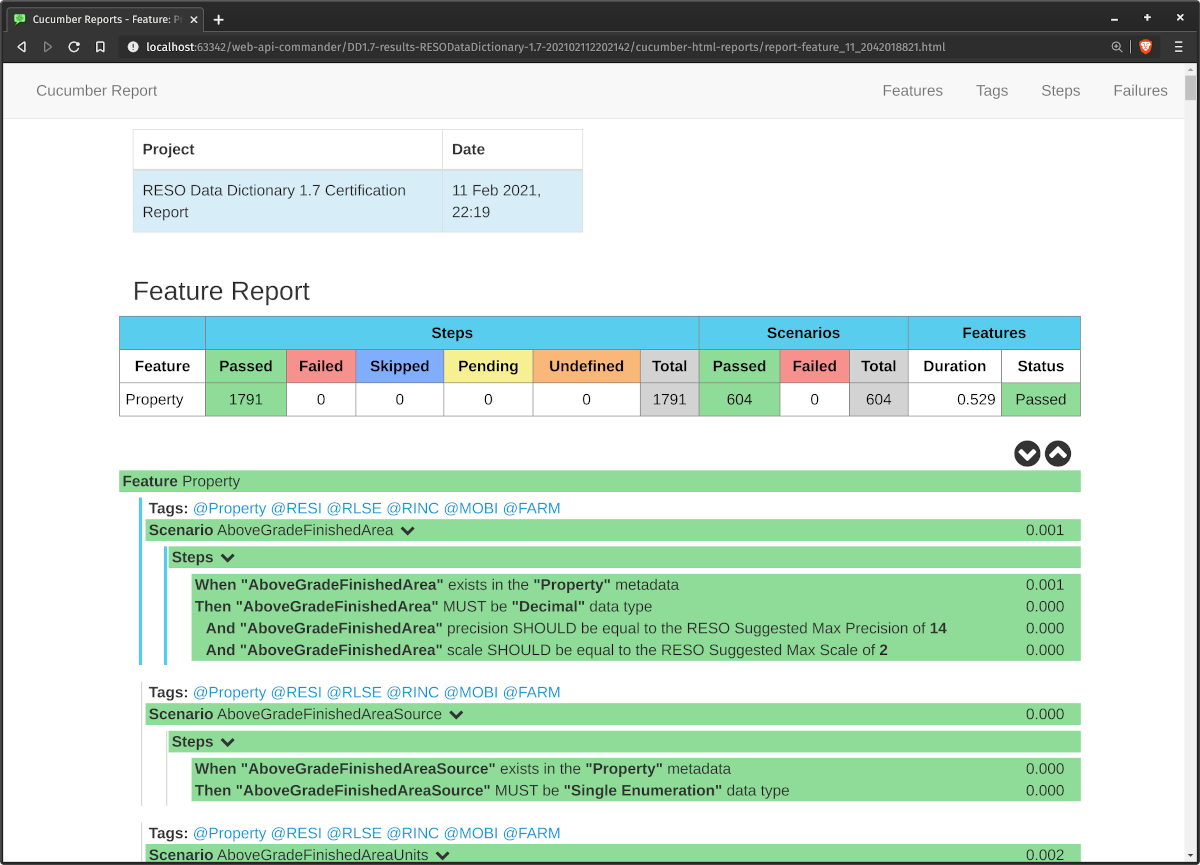 Cucumber Reports - Feature: P
localhost:63342/web-api-commander/DD1.7-results-RESODataDictionary-1.7-202102112202142/cucumber-html-reports/report-feature_11_2042018821.html
Cucumber Report Features Tags Steps Failures
Project Date
RESO Data Dictionary 1.7 Certification 11 Feb 2021,
Report 22:19
Feature Report
Steps Scenarios Features
Feature Passed Failed Skipped Pending Undefined Total Passed Failed Total Duration Status
Property 1791 0 0 0 0 1791 604 0 604 0.529 Passed
Feature Property
Tags: @Property @RESI @RLSE @RINC @MOBI @FARM
Scenario AboveGradeFinishedArea 0.001
Steps
When "AboveGradeFinishedArea" exists in the "Property" metadata 0.001
Then "AboveGradeFinishedArea" MUST be "Decimal" data type 0.000
And "AboveGradeFinishedArea" precision SHOULD be equal to the RESO Suggested Max Precision of 14 0.000
And "AboveGradeFinishedArea" scale SHOULD be equal to the RESO Suggested Max Scale of 2 0.000
Tags: @Property @RESI @RLSE @RINC @MOBI @FARM
Scenario AboveGradeFinishedAreaSource 0.000
Steps
When "AboveGradeFinishedAreaSource" exists in the "Property" metadata 0.000
Then "AboveGradeFinishedAreaSource" MUST be "Single Enumeration" data type 0.000
Tags: @Property @RESI @RLSE @RINC @MOBI @FARM
Scenario AboveGradeFinishedAreaUnits 0.002